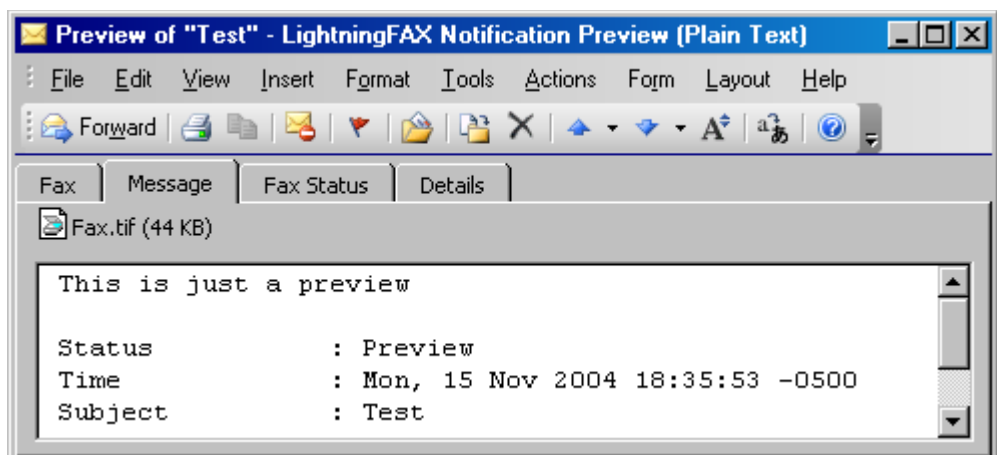 Preview of "Test" - LightningFAX Notification Preview (Plain Text)
File Edit View Insert Format Tools Actions Form Layout Help
Forward
Fax Message Fax Status Details
Fax.tif (44 KB)
This is just a preview
Status : Preview
Time : Mon, 15 Nov 2004 18:35:53 -0500
Subject : Test